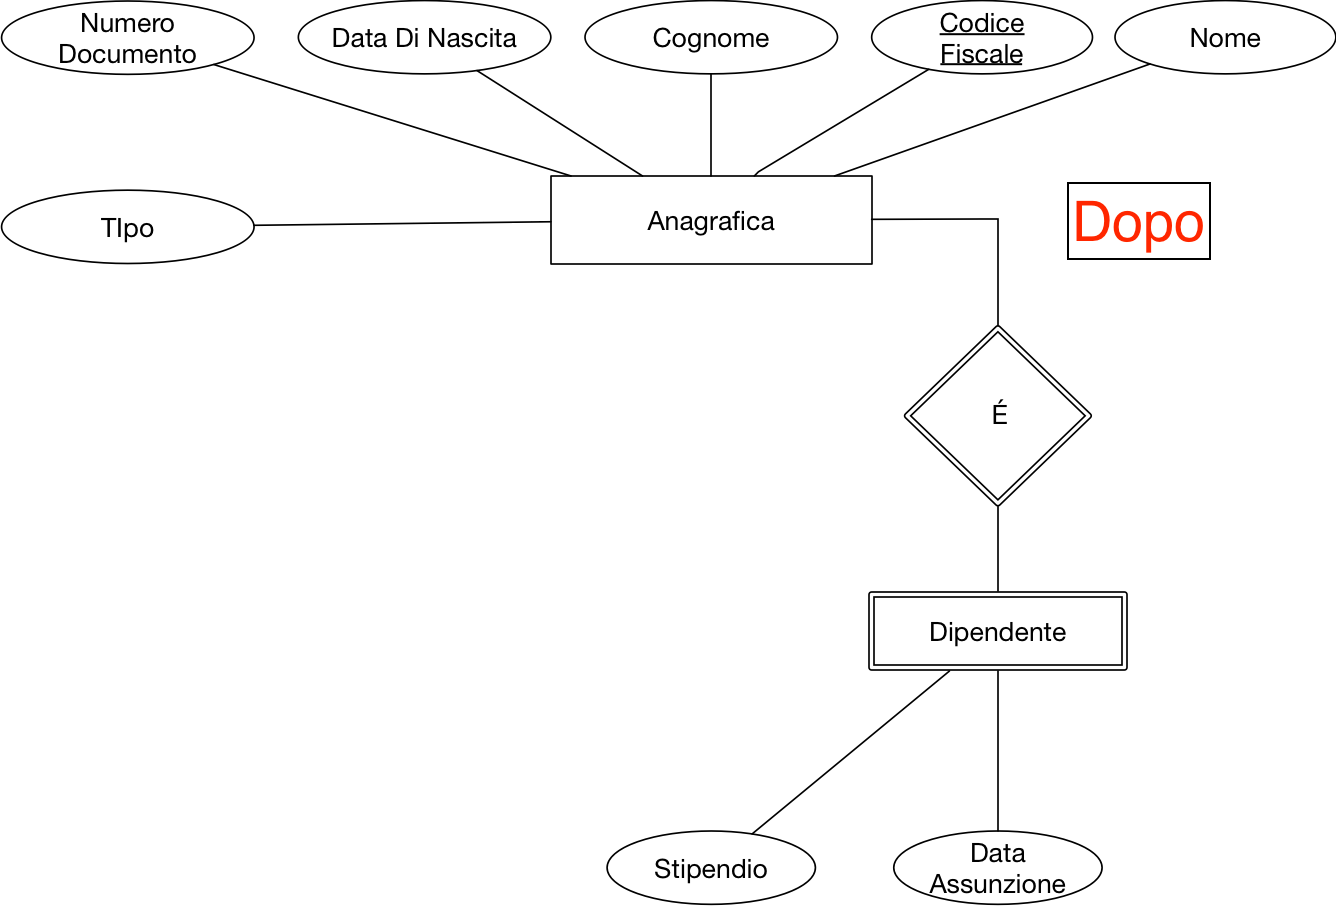 Numero
Documento
Data Di Nascita
Cognome
Codice
Fiscale
Nome
TIpo
Anagrafica
Dopo
É
Dipendente
Stipendio
Data
Assunzione